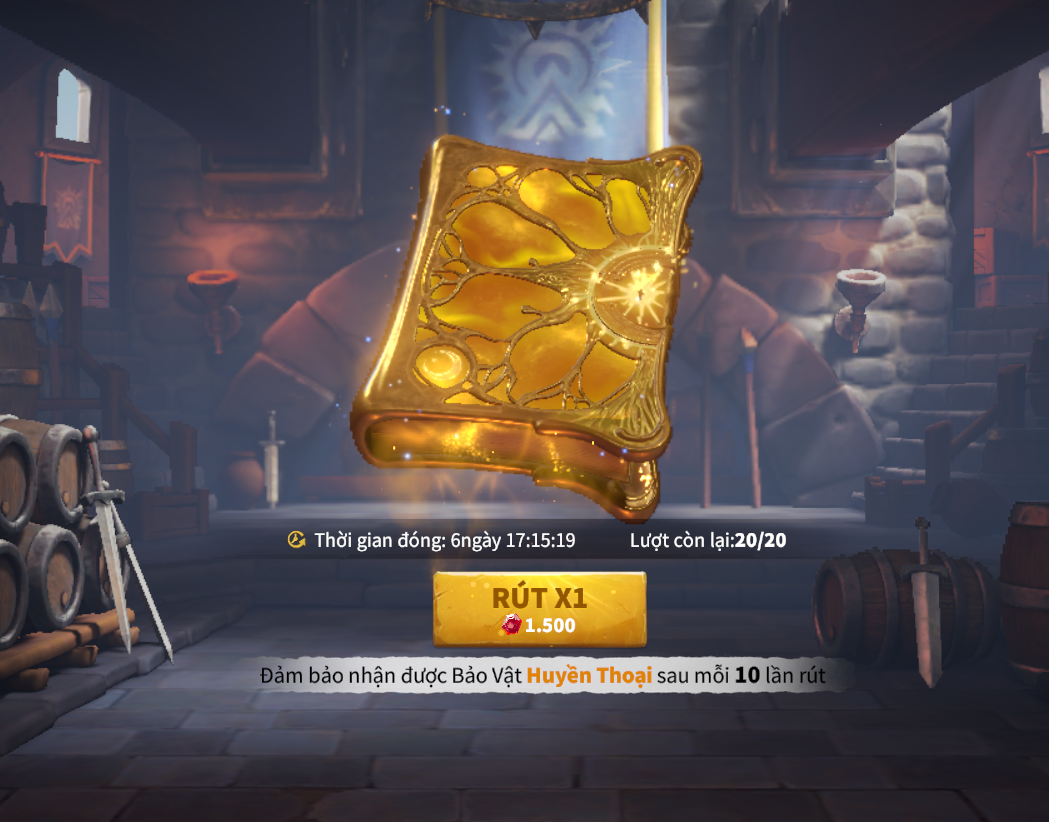 Thời gian đóng: 6ngày 17:15:19 Lượt còn lại:20/20
RÚT X1
1.500
Đảm bảo nhận được Bảo Vật Huyền Thoại sau mỗi 10 lần rút